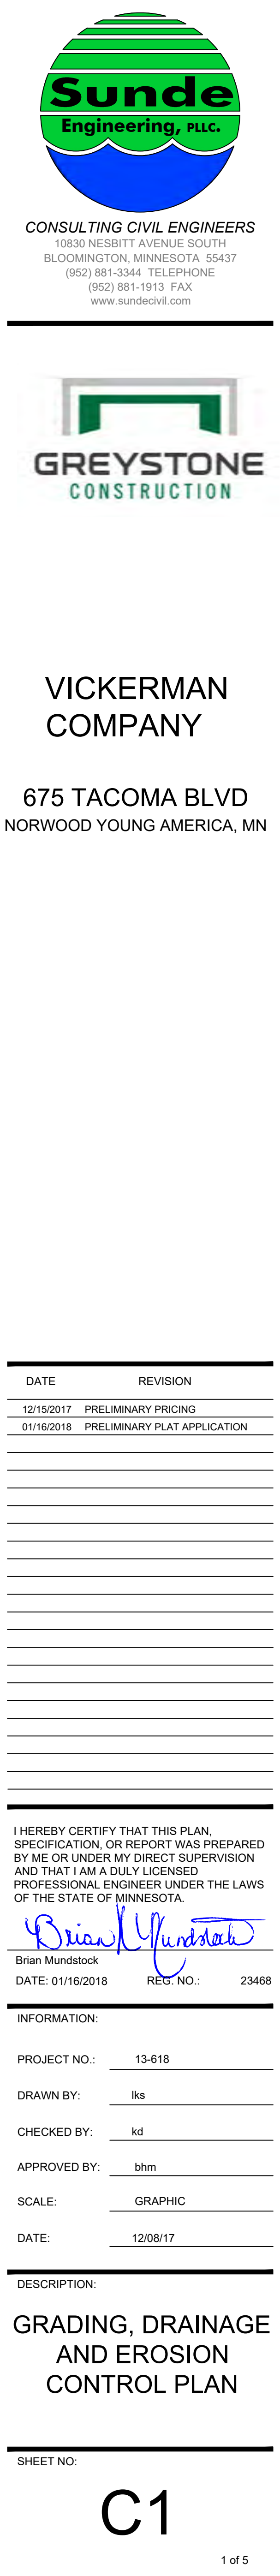 Sunde
Engineering, PLLC.
CONSULTING CIVIL ENGINEERS
10830 NESBITT AVENUE SOUTH
BLOOMINGTON, MINNESOTA 55437
(952) 881-3344 TELEPHONE
(952) 881-1913 FAX
www.sundecivil.com
GREYSTONE
CONSTRUCTION
VICKERMAN
COMPANY
675 TACOMA BLVD
NORWOOD YOUNG AMERICA, MN
DATE REVISION
12/15/2017 PRELIMINARY PRICING
01/16/2018 PRELIMINARY PLAT APPLICATION
I HEREBY CERTIFY THAT THIS PLAN,
SPECIFICATION, OR REPORT WAS PREPARED
BY ME OR UNDER MY DIRECT SUPERVISION
AND THAT I AM A DULY LICENSED
PROFESSIONAL ENGINEER UNDER THE LAWS
OF THE STATE OF MINNESOTA.
Brian Mundstock
Brian Mundstock
DATE: 01/16/2018 REG. NO.: 23468
INFORMATION:
PROJECT NO.: 13-618
DRAWN BY: lks
CHECKED BY: kd
APPROVED BY: bhm
SCALE: GRAPHIC
DATE: 12/08/17
DESCRIPTION:
GRADING, DRAINAGE
AND EROSION
CONTROL PLAN
SHEET NO:
C1
1 of 5